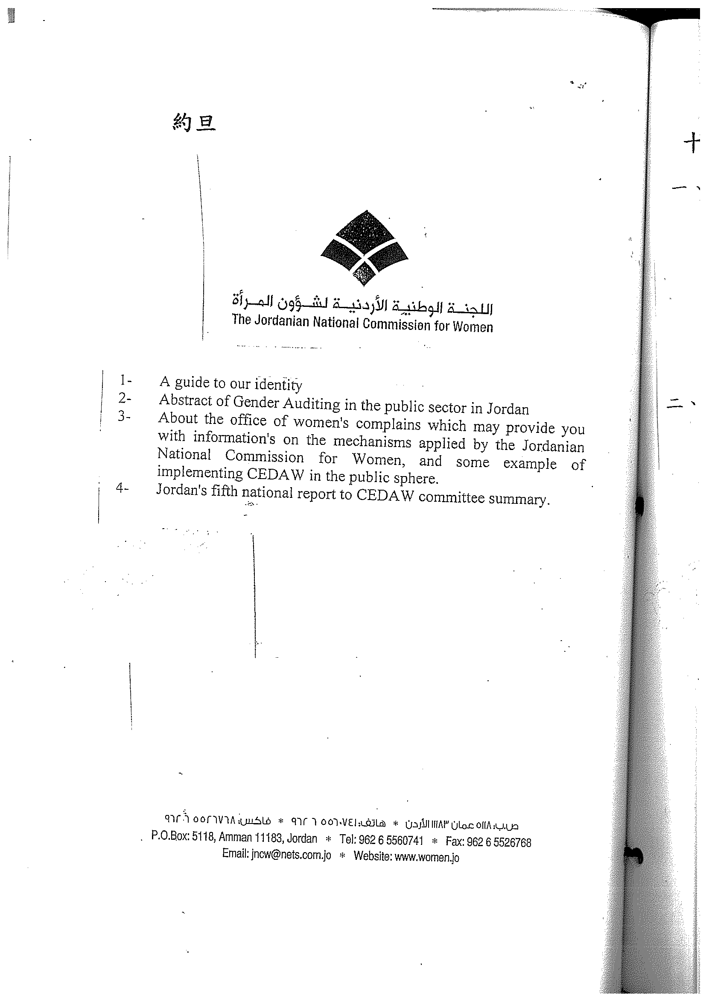 約旦
اللجنة الوطنية الأردنية لشؤون المرأة
The Jordanian National Commission for Women
1- A guide to our identity
2- Abstract of Gender Auditing in the public sector in Jordan
3- About the office of women's complains which may provide you
with information's on the mechanisms applied by the Jordanian
National Commission for Women, and some example of
implementing CEDAW in the public sphere.
4- Jordan's fifth national report to CEDAW committee summary.
ص.ب: ٥١١٨ عمان ١١١٨٣ الأردن * هاتف: ٥٥٦٠٧٤١ ٦ ٩٦٢ * فاكس: ٥٥٢٦٧٦٨ ٦ ٩٦٢
P.O.Box: 5118, Amman 11183, Jordan * Tel: 962 6 5560741 * Fax: 962 6 5526768
Email: jncw@nets.com.jo * Website: www.women.jo
十
一、
二、